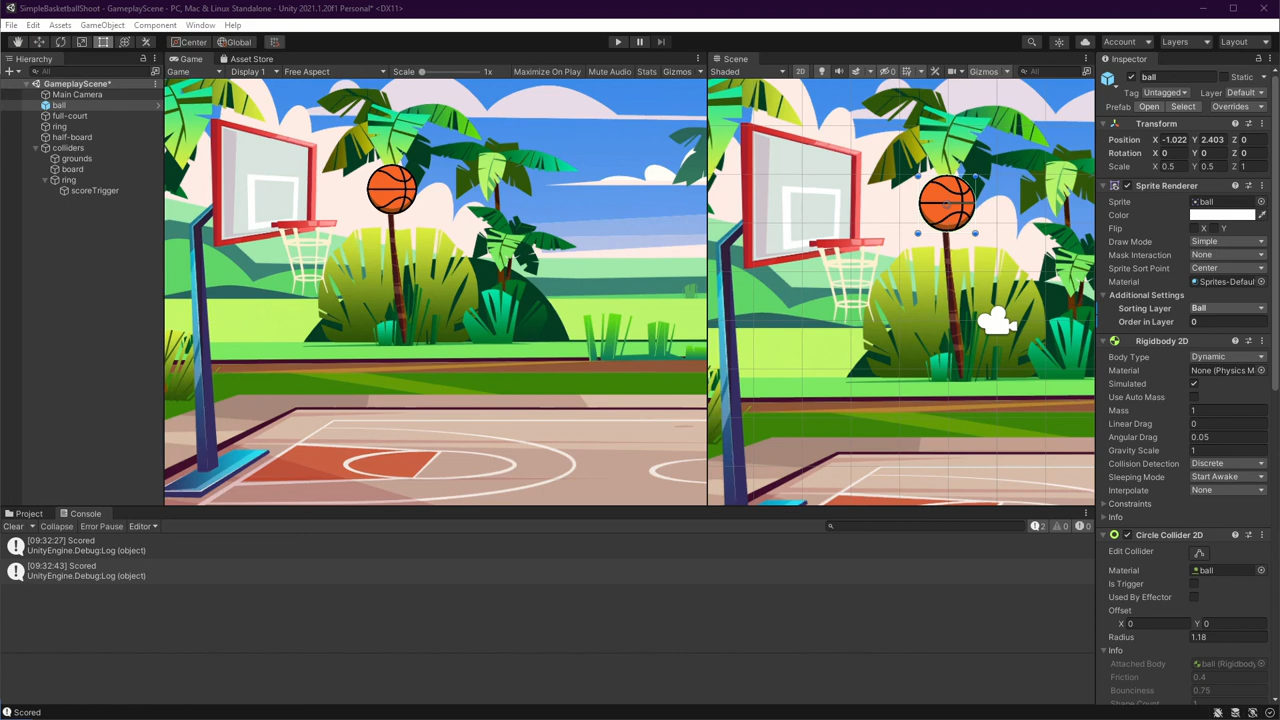 SimpleBasketballShoot - GameplayScene - PC, Mac & Linux Standalone - Unity 2021.1.20f1 Personal* <DX11>
File Edit Assets GameObject Component Window Help
Center Global Account Layers Layout
Hierarchy
All
GameplayScene*
Main Camera
ball
full-court
ring
half-board
colliders
grounds
board
ring
scoreTrigger
Game Asset Store
Game Display 1 Free Aspect Scale 1x Maximize On Play Mute Audio Stats Gizmos
Scene
Shaded 2D 0 Gizmos All
Inspector
ball Static
Tag Untagged Layer Default
Prefab Open Select Overrides
Transform
Position X -1.022 Y 2.403 Z 0
Rotation X 0 Y 0 Z 0
Scale X 0.5 Y 0.5 Z 1
Sprite Renderer
Sprite ball
Color
Flip X Y
Draw Mode Simple
Mask Interaction None
Sprite Sort Point Center
Material Sprites-Defaul
Additional Settings
Sorting Layer Ball
Order in Layer 0
Rigidbody 2D
Body Type Dynamic
Material None (Physics M
Simulated
Use Auto Mass
Mass 1
Linear Drag 0
Angular Drag 0.05
Gravity Scale 1
Collision Detection Discrete
Sleeping Mode Start Awake
Interpolate None
Constraints
Info
Circle Collider 2D
Edit Collider
Material ball
Is Trigger
Used By Effector
Offset
X 0 Y 0
Radius 1.18
Info
Attached Body ball (Rigidbody
Friction 0.4
Bounciness 0.75
Shape Count 1
Project Console
Clear Collapse Error Pause Editor 2 0 0
[09:32:27] Scored
UnityEngine.Debug:Log (object)
[09:32:43] Scored
UnityEngine.Debug:Log (object)
Scored